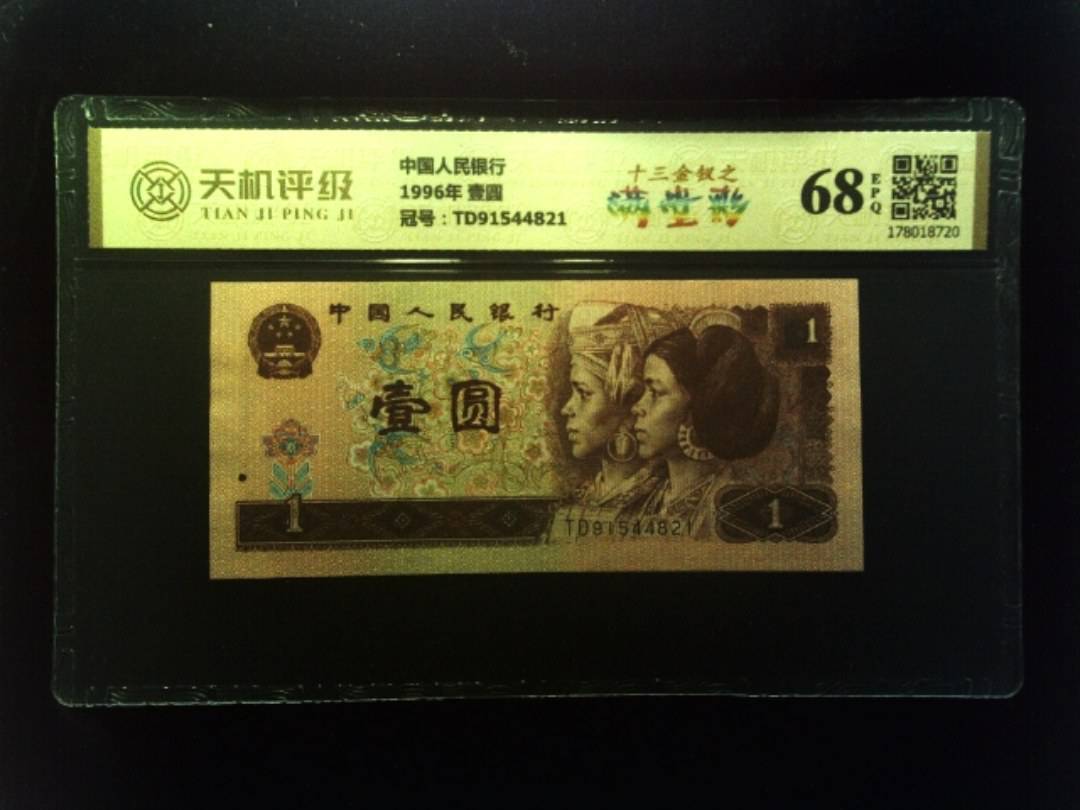 天机评级
TIAN JI PING JI
中国人民银行
1996年 壹圆
冠号：TD91544821
十三金钗之
满堂彩
68
EPQ
178018720
中国人民银行
壹圆
1
1
TD91544821
1